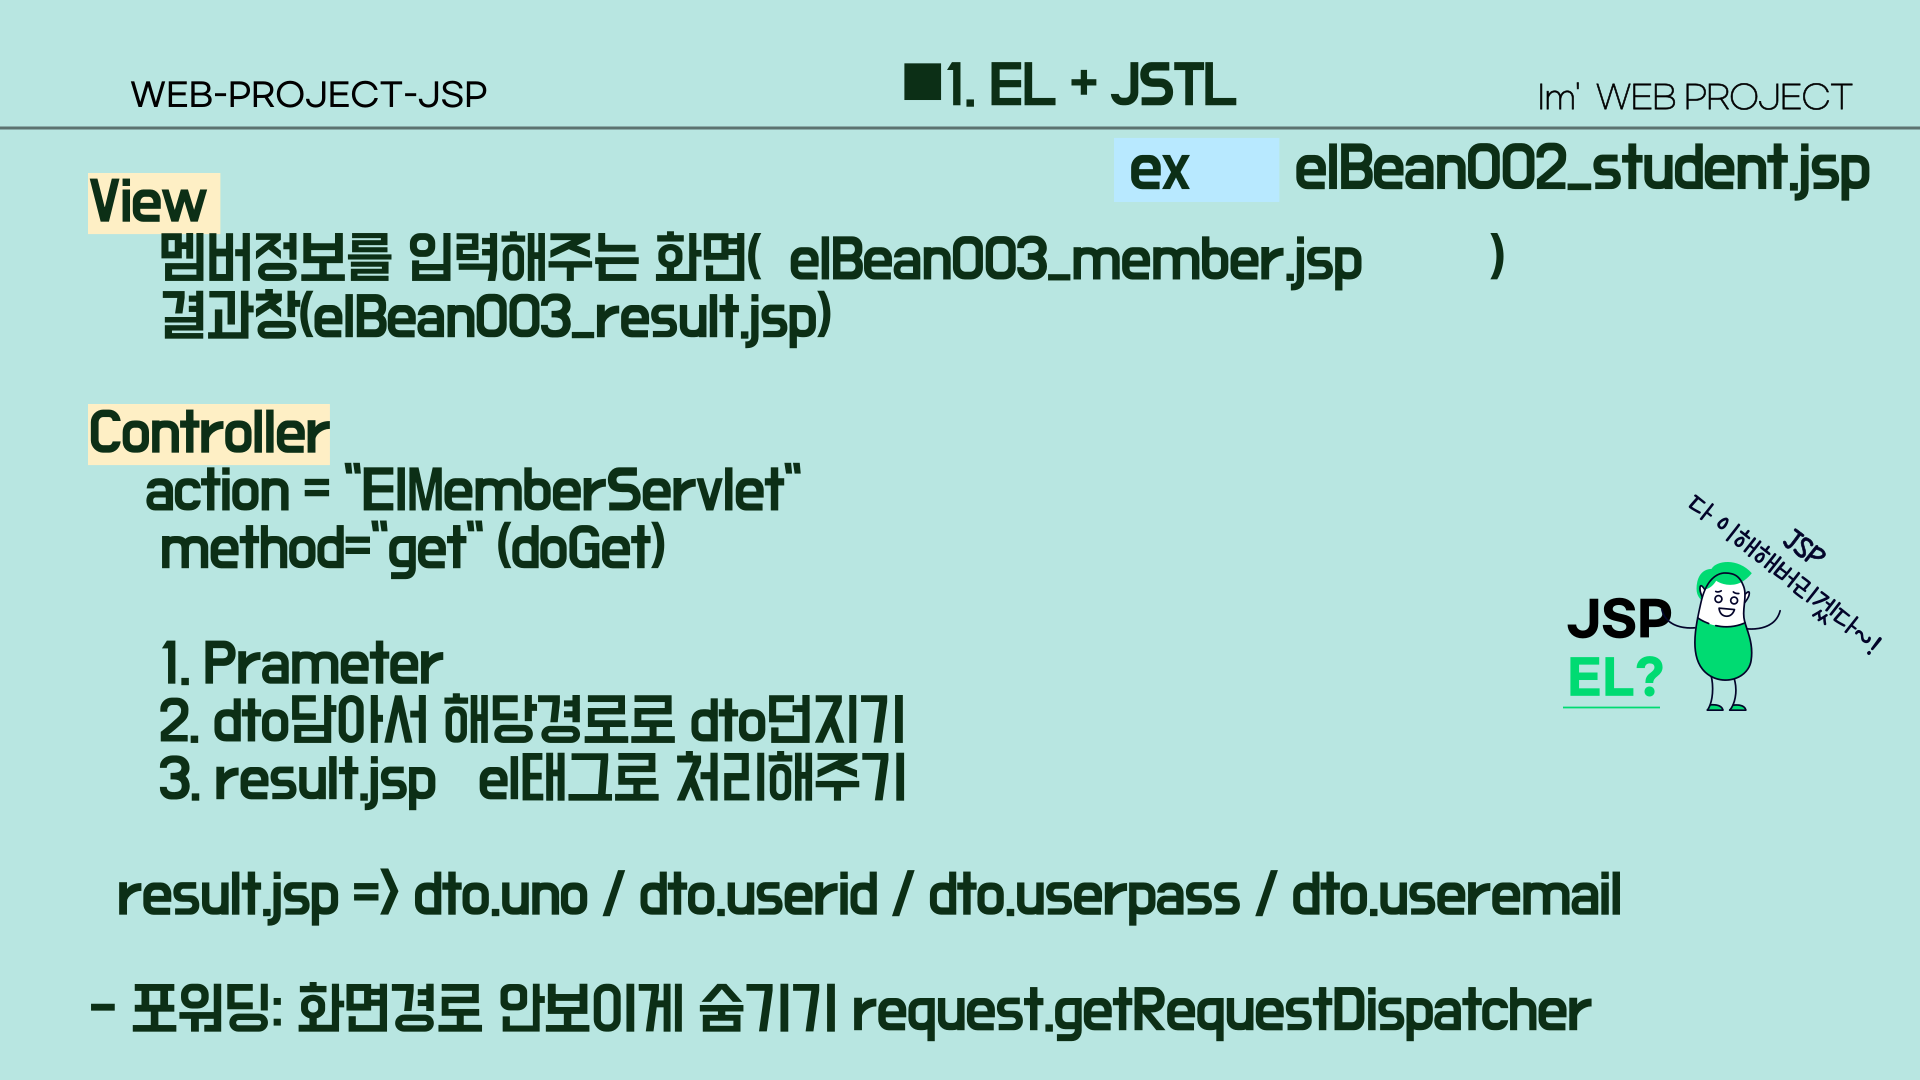 WEB-PROJECT-JSP
■1. EL + JSTL
Im' WEB PROJECT
ex elBean002_student.jsp
View
멤버정보를 입력해주는 화면( elBean003_member.jsp )
결과창(elBean003_result.jsp)
Controller
action = "ElMemberServlet"
method="get" (doGet)
1. Prameter
2. dto담아서 해당경로로 dto던지기
3. result.jsp el태그로 처리해주기
JSP
다 이해해버리겠다~!
JSP
EL?
result.jsp => dto.uno / dto.userid / dto.userpass / dto.useremail
- 포워딩: 화면경로 안보이게 숨기기 request.getRequestDispatcher